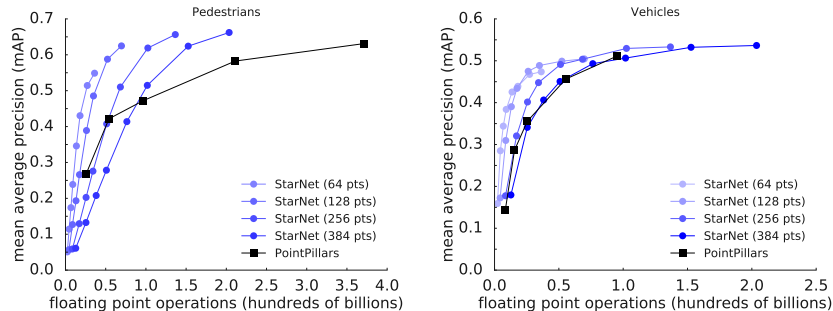 Pedestrians
mean average precision (mAP)
0.7
0.6
0.5
0.4
0.3
0.2
0.1
0.0
StarNet (64 pts)
StarNet (128 pts)
StarNet (256 pts)
StarNet (384 pts)
PointPillars
0.0 0.5 1.0 1.5 2.0 2.5 3.0 3.5 4.0
floating point operations (hundreds of billions)
Vehicles
mean average precision (mAP)
0.6
0.5
0.4
0.3
0.2
0.1
0.0
StarNet (64 pts)
StarNet (128 pts)
StarNet (256 pts)
StarNet (384 pts)
PointPillars
0.0 0.5 1.0 1.5 2.0 2.5
floating point operations (hundreds of billions)